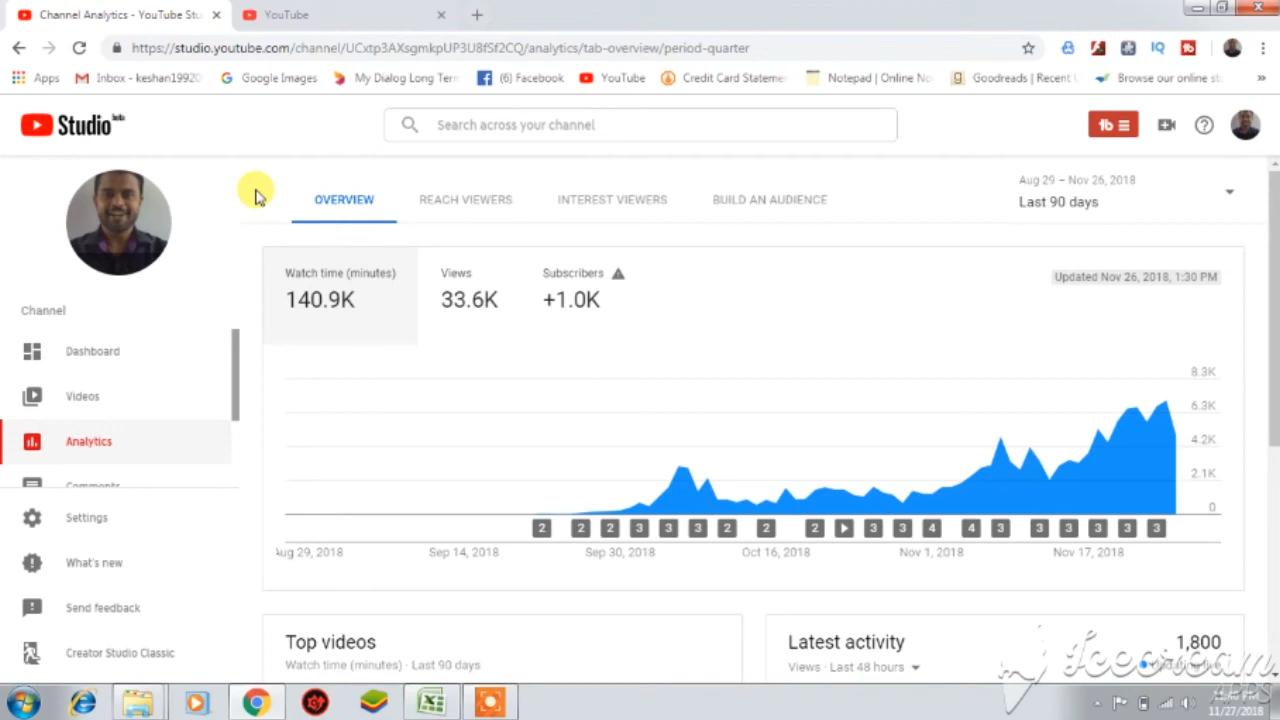 Channel Analytics - YouTube Stu
YouTube
https://studio.youtube.com/channel/UCxtp3AXsgmkpUP3U8fSf2CQ/analytics/tab-overview/period-quarter
Apps
Inbox - keshan19920
Google Images
My Dialog Long Term
(6) Facebook
YouTube
Credit Card Stateme
Notepad | Online No
Goodreads | Recent U
Browse our online st
»
Studio beta
Search across your channel
OVERVIEW
REACH VIEWERS
INTEREST VIEWERS
BUILD AN AUDIENCE
Aug 29 – Nov 26, 2018
Last 90 days
Watch time (minutes)
140.9K
Views
33.6K
Subscribers
+1.0K
Updated Nov 26, 2018, 1:30 PM
Channel
Dashboard
Videos
Analytics
Comments
Settings
What's new
Send feedback
Creator Studio Classic
8.3K
6.3K
4.2K
2.1K
0
2 2 2 3 3 3 2 2 2 3 3 4 4 3 3 3 3 3 3
Aug 29, 2018 Sep 14, 2018 Sep 30, 2018 Oct 16, 2018 Nov 1, 2018 Nov 17, 2018
Top videos
Watch time (minutes) · Last 90 days
Latest activity
1,800
Views · Last 48 hours
Icecream
APPS
11/27/2018